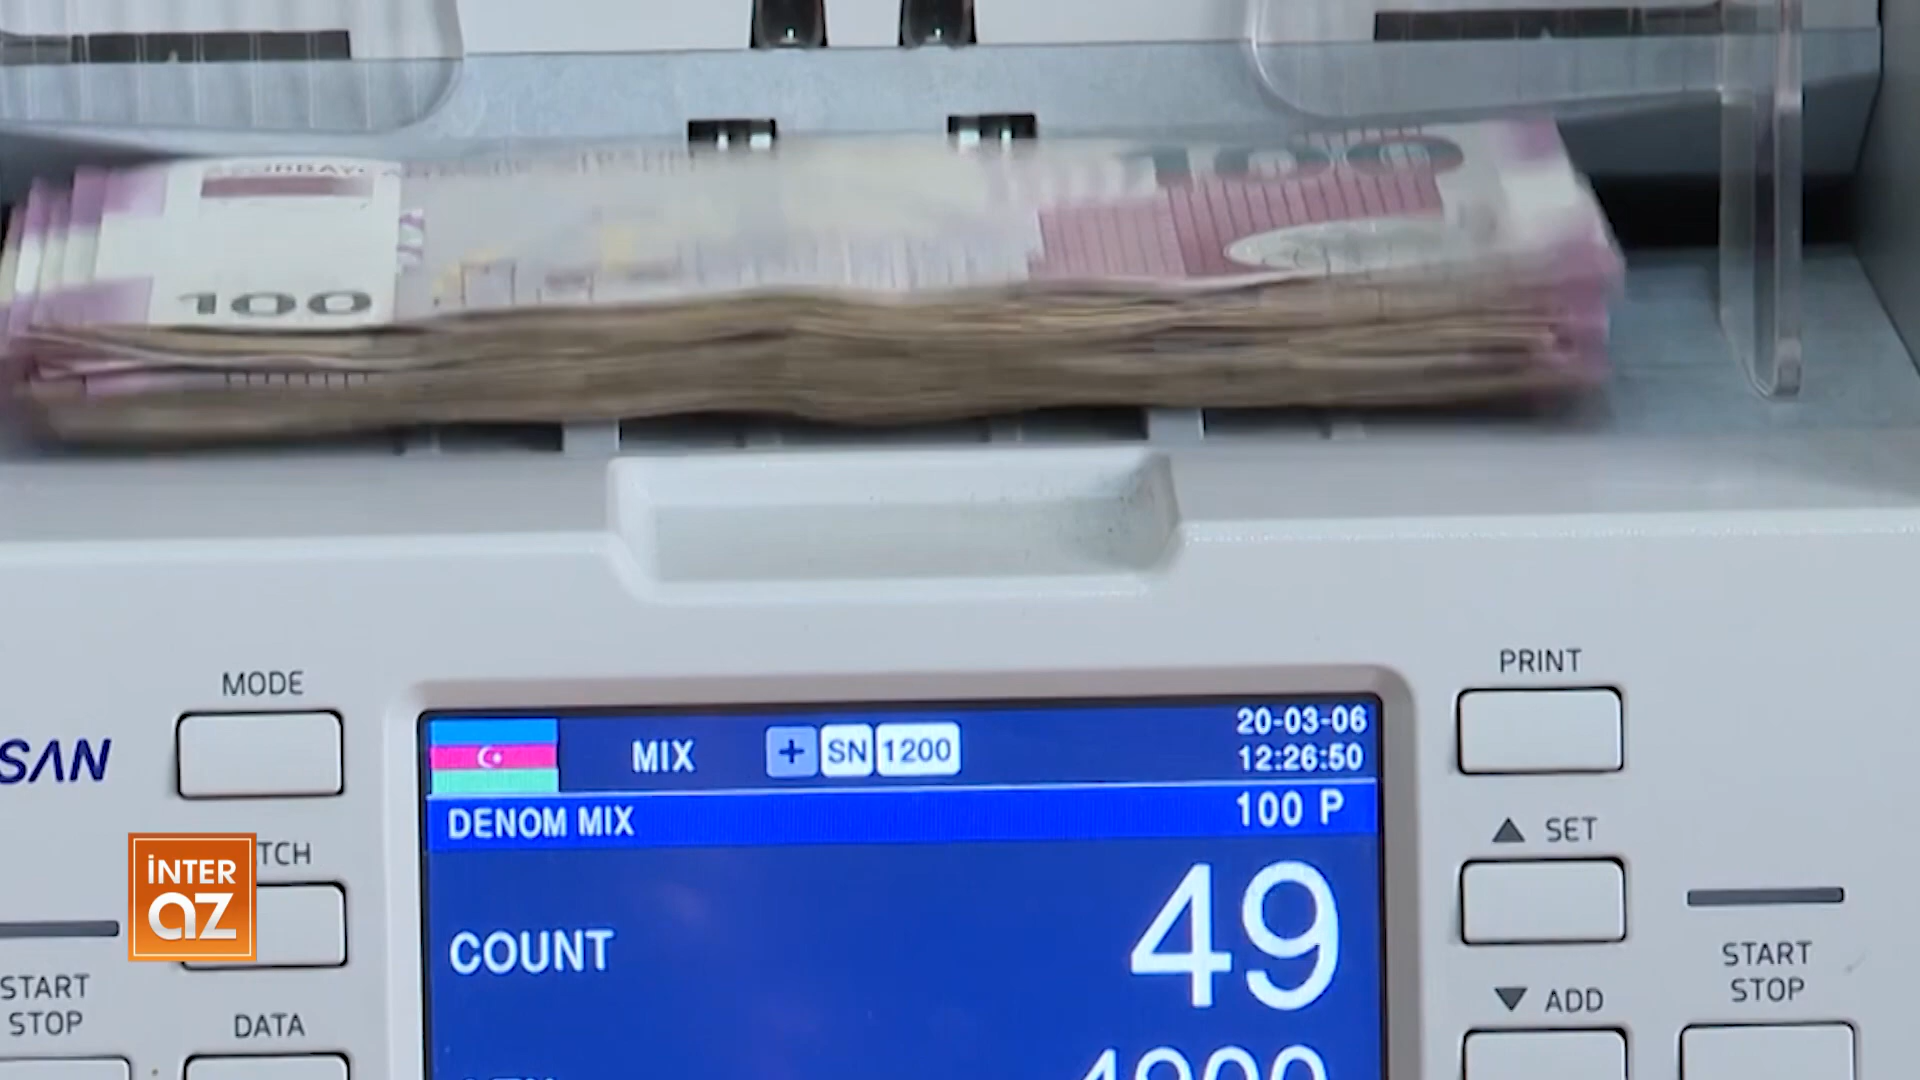 100
100
MODE
PRINT
SAN
MIX
+ SN 1200
20-03-06
12:26:50
DENOM MIX
100 P
▲ SET
COUNT
49
START
STOP
START
STOP
▼ ADD
DATA
4900
İNTER
az